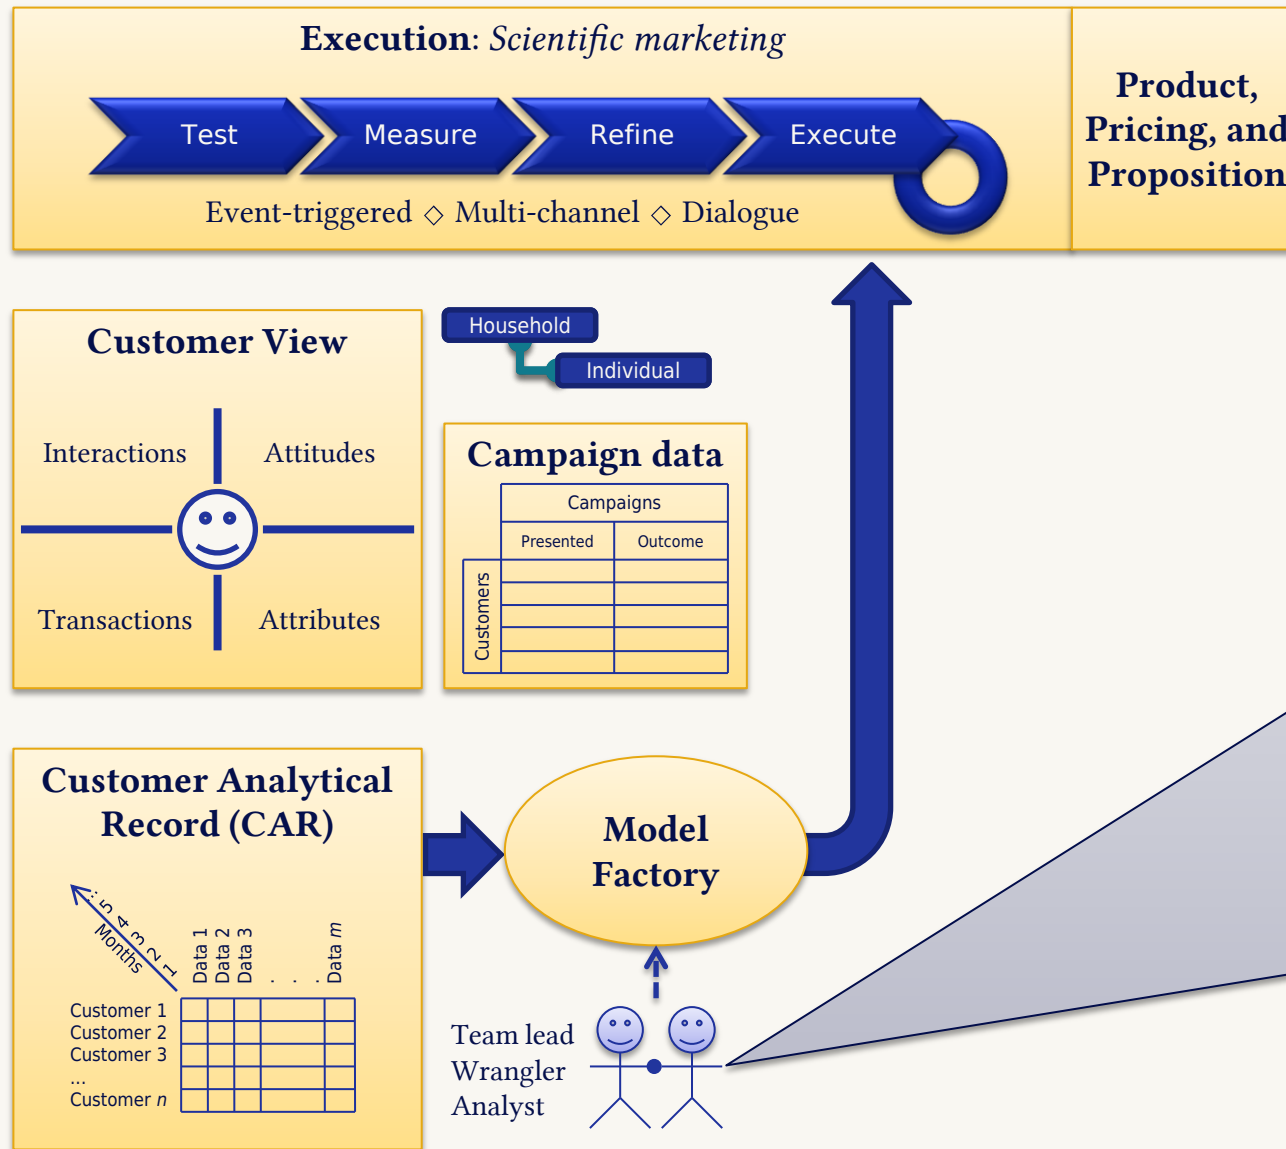 Execution: Scientific marketing
Test
Measure
Refine
Execute
Event-triggered ◇ Multi-channel ◇ Dialogue
Product,
Pricing, and
Proposition
Customer View
Interactions
Attitudes
Transactions
Attributes
Household
Individual
Campaign data
Campaigns
Presented
Outcome
Customers
Customer Analytical
Record (CAR)
Months
1 2 3 4 5 ...
Data 1
Data 2
Data 3
. . .
Data m
Customer 1
Customer 2
Customer 3
...
Customer n
Model
Factory
Team lead
Wrangler
Analyst